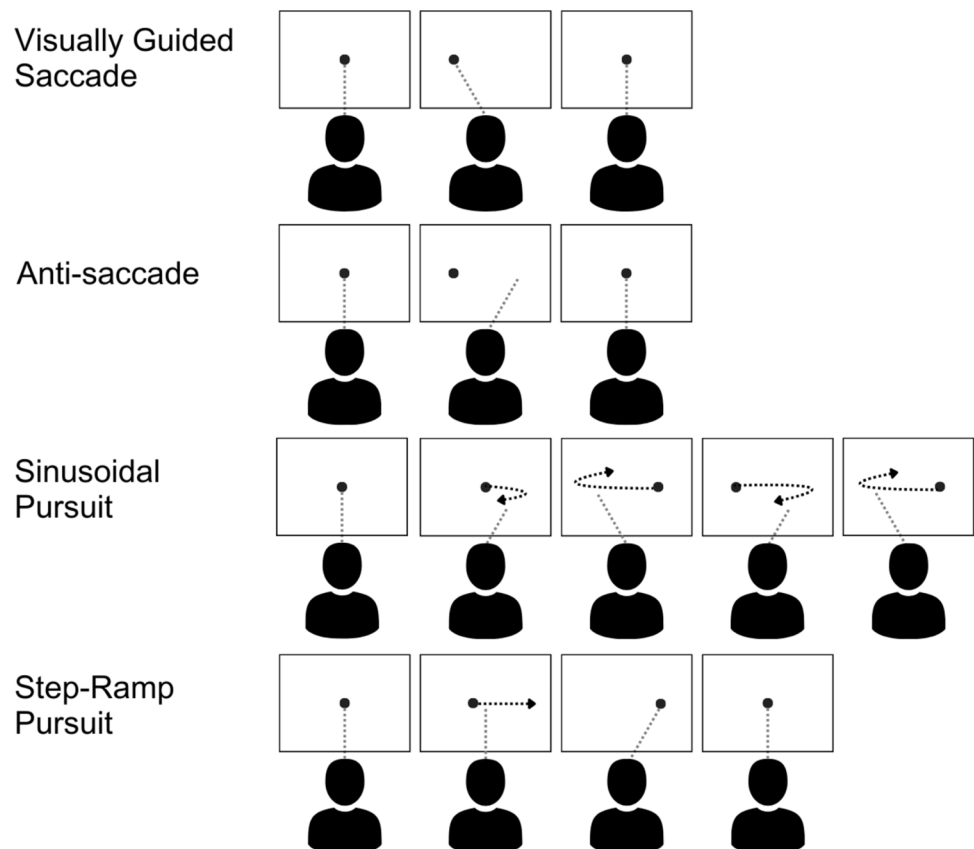 Visually Guided
Saccade
Anti-saccade
Sinusoidal
Pursuit
Step-Ramp
Pursuit